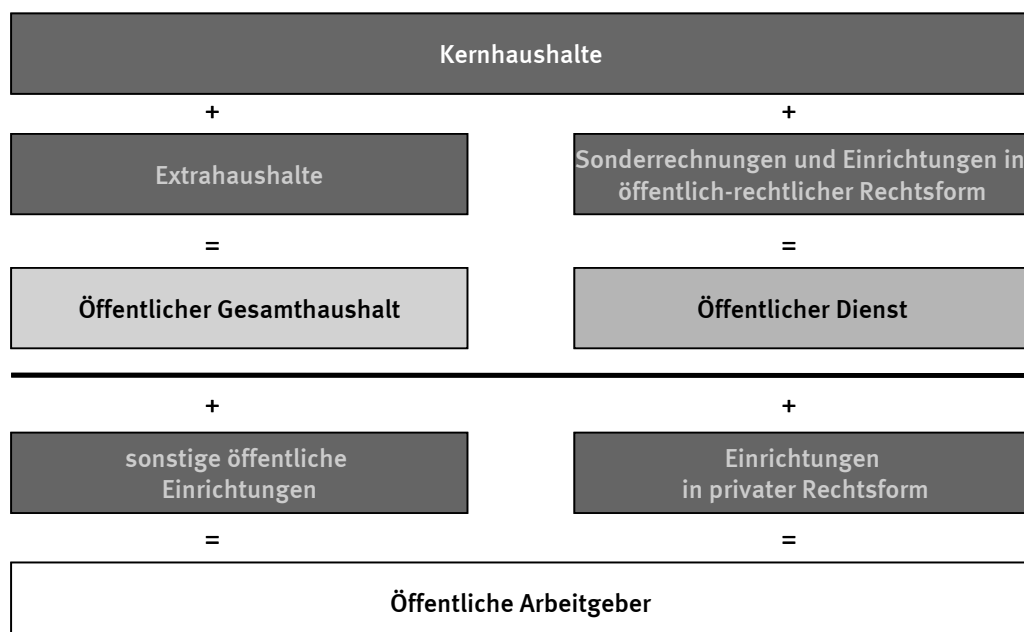 Kernhaushalte
+ +
Extrahaushalte
Sonderrechnungen und Einrichtungen in
öffentlich-rechtlicher Rechtsform
= =
Öffentlicher Gesamthaushalt
Öffentlicher Dienst
+ +
sonstige öffentliche
Einrichtungen
Einrichtungen
in privater Rechtsform
= =
Öffentliche Arbeitgeber